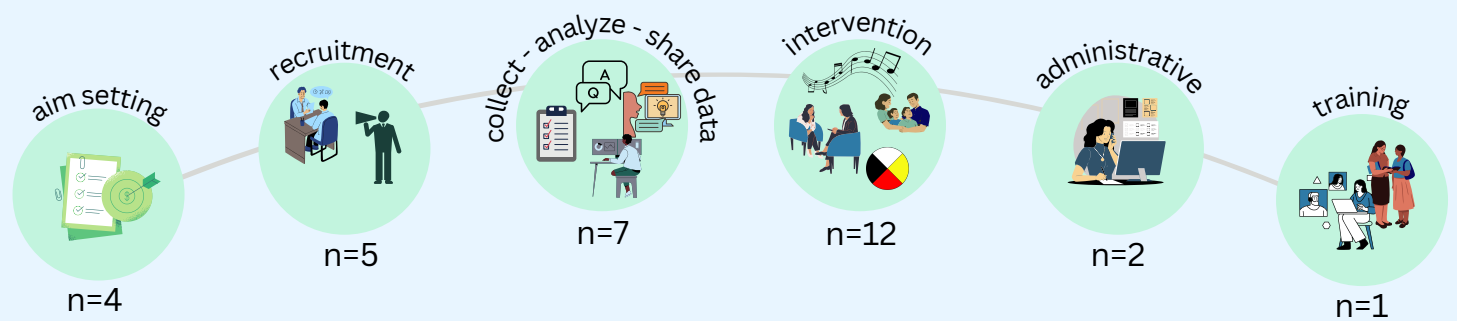 aim setting
n=4
recruitment
n=5
collect - analyze - share data
A
Q
n=7
intervention
n=12
administrative
n=2
training
n=1